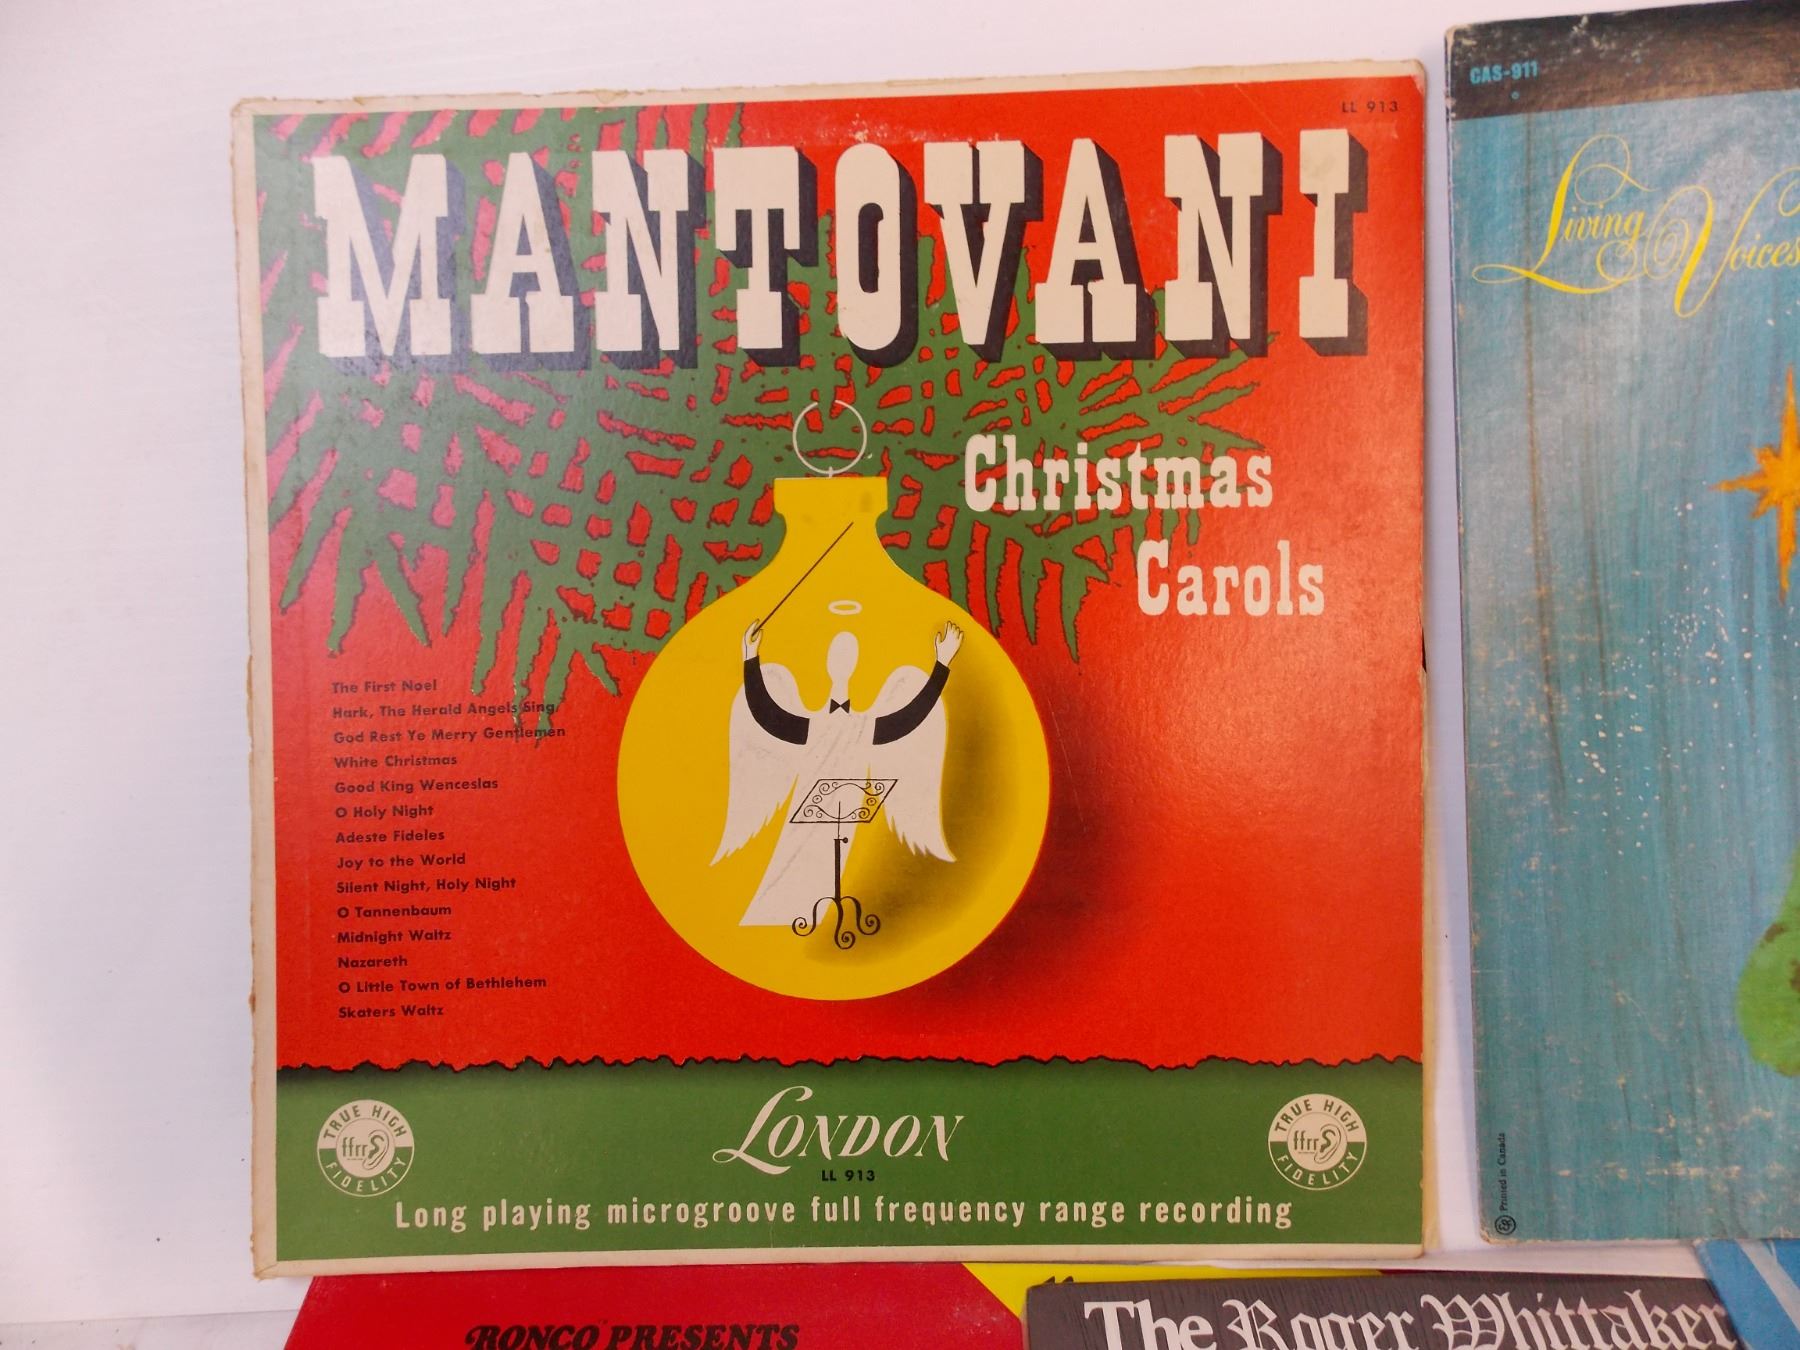 LL 913
MANTOVANI
Christmas
Carols
The First Noel
Hark, The Herald Angels Sing
God Rest Ye Merry Gentlemen
White Christmas
Good King Wenceslas
O Holy Night
Adeste Fideles
Joy to the World
Silent Night, Holy Night
O Tannenbaum
Midnight Waltz
Nazareth
O Little Town of Bethlehem
Skaters Waltz
TRUE HIGH
ffrr
FIDELITY
LONDON
LL 913
TRUE HIGH
ffrr
FIDELITY
Long playing microgroove full frequency range recording
CAS-911
Living Voices
Printed in Canada
RONCO PRESENTS
The Roger Whittaker